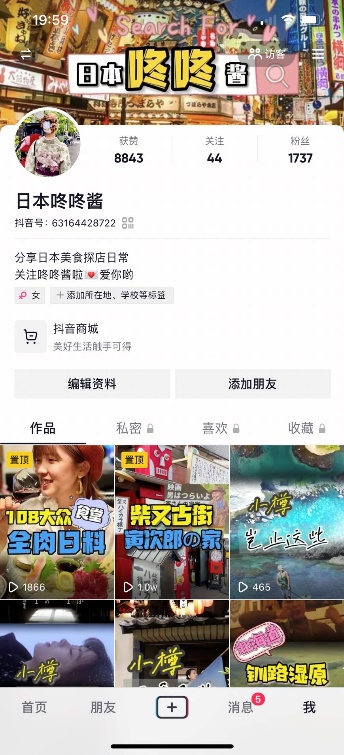 19:59
Search For
访客
日本咚咚酱
获赞 关注 粉丝
8843 44 1737
日本咚咚酱
抖音号：63164428722
分享日本美食探店日常
关注咚咚酱啦💌爱你哟
女 +添加所在地、学校等标签
抖音商城
美好生活触手可得
编辑资料 添加朋友
作品 私密 喜欢 收藏
置顶 置顶
108大众食堂 柴又古街 小樽
全肉日料 寅次郎の家 岂止这些
1866 1.0w 465
小樽 小樽 钏路湿原
首页 朋友 消息 5 我